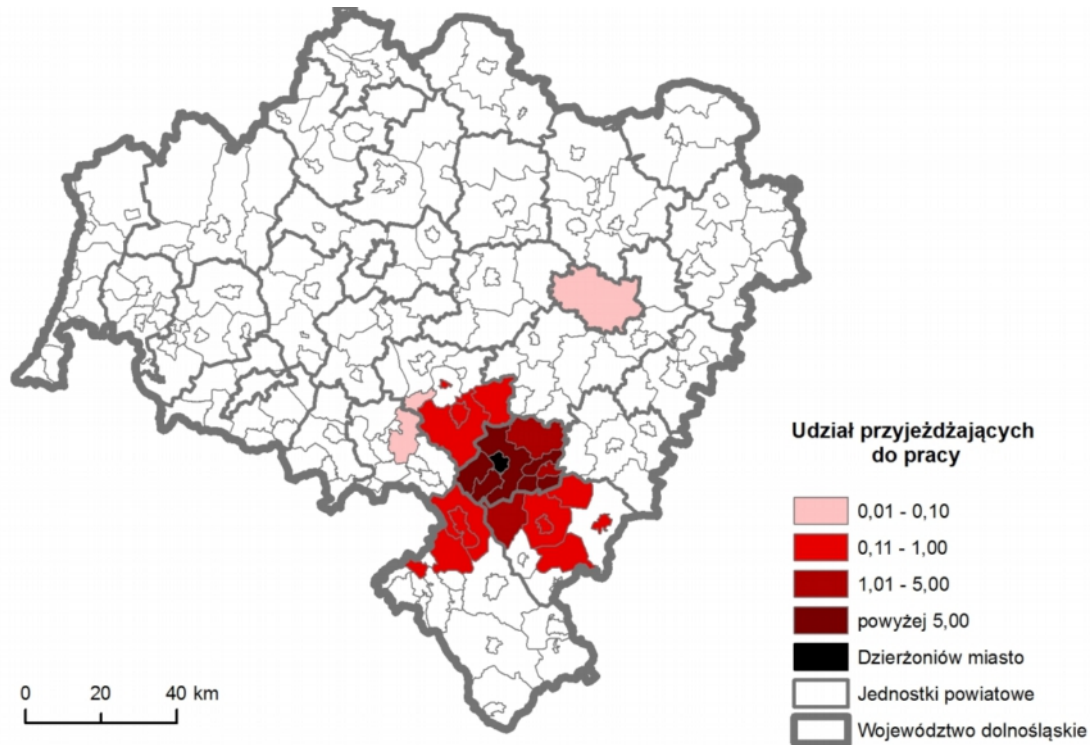 Udział przyjeżdżających
do pracy
0,01 - 0,10
0,11 - 1,00
1,01 - 5,00
powyżej 5,00
Dzierżoniów miasto
Jednostki powiatowe
Województwo dolnośląskie
0 20 40 km